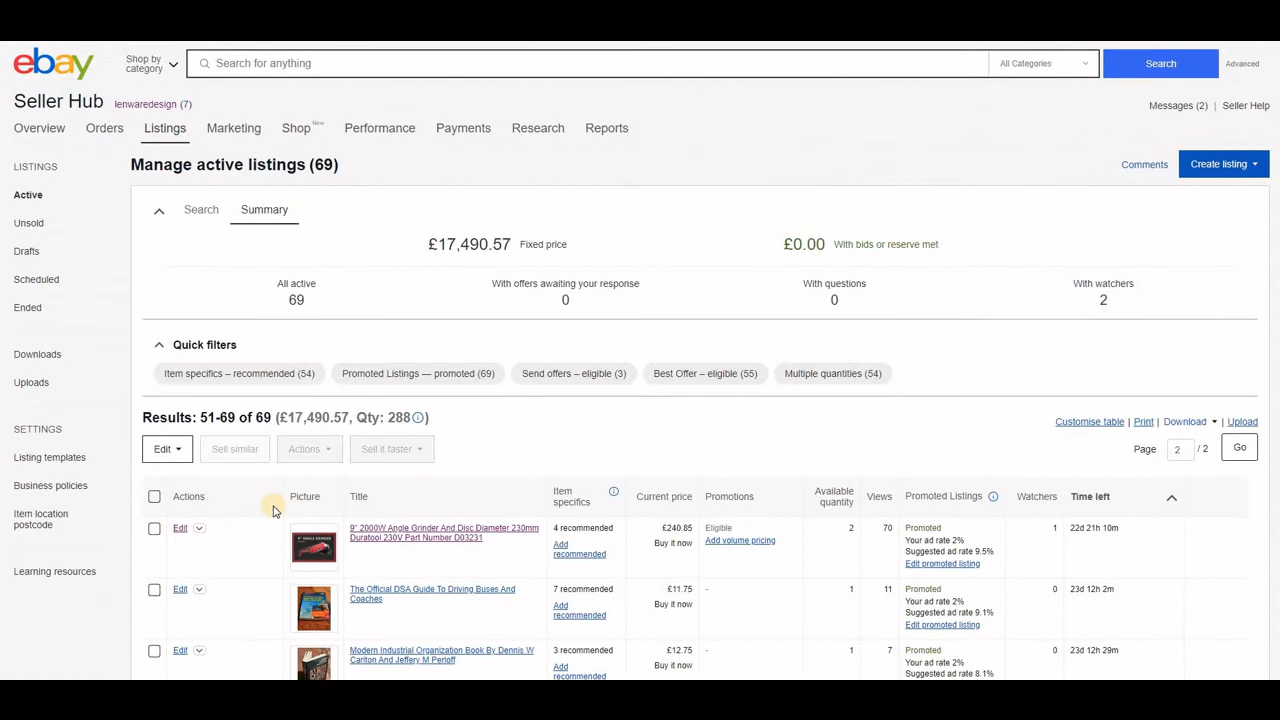 ebay
Shop by
category
Search for anything
All Categories
Search
Advanced
Seller Hub
lenwaredesign (7)
Messages (2) | Seller Help
Overview
Orders
Listings
Marketing
Shop New
Performance
Payments
Research
Reports
LISTINGS
Active
Unsold
Drafts
Scheduled
Ended
Downloads
Uploads
SETTINGS
Listing templates
Business policies
Item location
postcode
Learning resources
Manage active listings (69)
Comments
Create listing
Search
Summary
£17,490.57 Fixed price
£0.00 With bids or reserve met
All active
69
With offers awaiting your response
0
With questions
0
With watchers
2
Quick filters
Item specifics – recommended (54)
Promoted Listings — promoted (69)
Send offers – eligible (3)
Best Offer – eligible (55)
Multiple quantities (54)
Results: 51-69 of 69 (£17,490.57, Qty: 288)
Customise table | Print | Download | Upload
Edit
Sell similar
Actions
Sell it faster
Page 2 / 2 Go
Actions
Picture
Title
Item
specifics
Current price
Promotions
Available
quantity
Views
Promoted Listings
Watchers
Time left
Edit
9" 2000W Angle Grinder And Disc Diameter 230mm
Duratool 230V Part Number D03231
4 recommended
Add
recommended
£240.85
Buy it now
Eligible
Add volume pricing
2
70
Promoted
Your ad rate 2%
Suggested ad rate 9.5%
Edit promoted listing
1
22d 21h 10m
Edit
The Official DSA Guide To Driving Buses And
Coaches
7 recommended
Add
recommended
£11.75
Buy it now
-
1
11
Promoted
Your ad rate 2%
Suggested ad rate 9.1%
Edit promoted listing
0
23d 12h 2m
Edit
Modern Industrial Organization Book By Dennis W
Carlton And Jeffery M Perloff
3 recommended
Add
recommended
£12.75
Buy it now
-
1
7
Promoted
Your ad rate 2%
Suggested ad rate 8.1%
0
23d 12h 29m